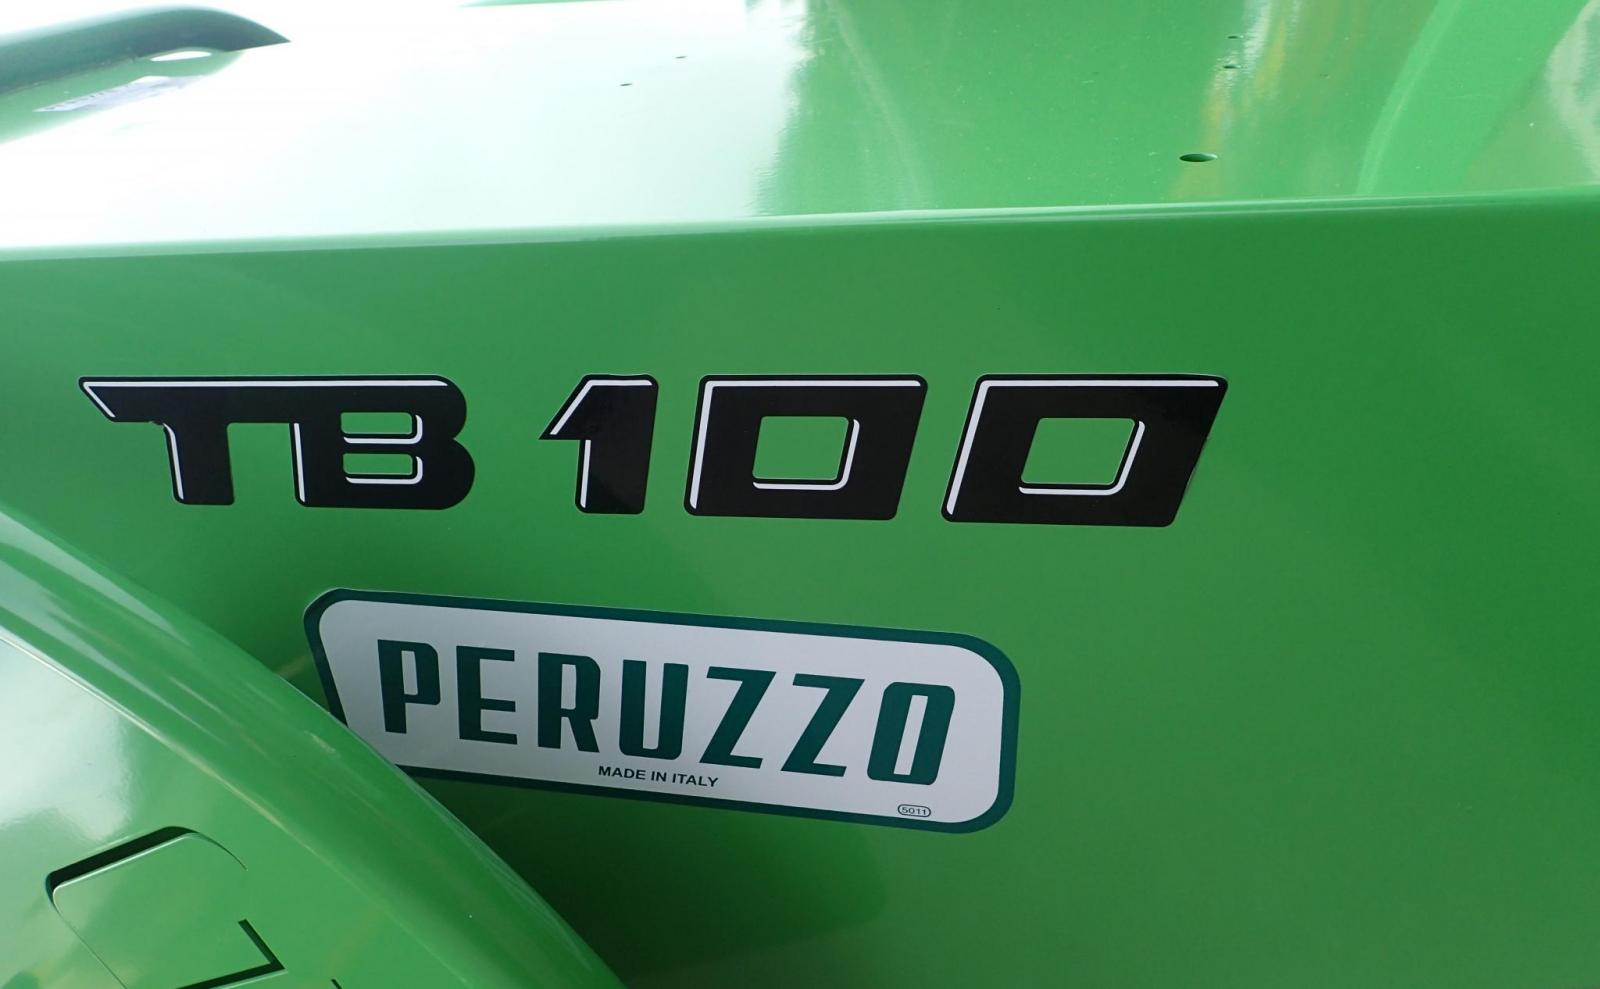 TB 100
PERUZZO
MADE IN ITALY
5011